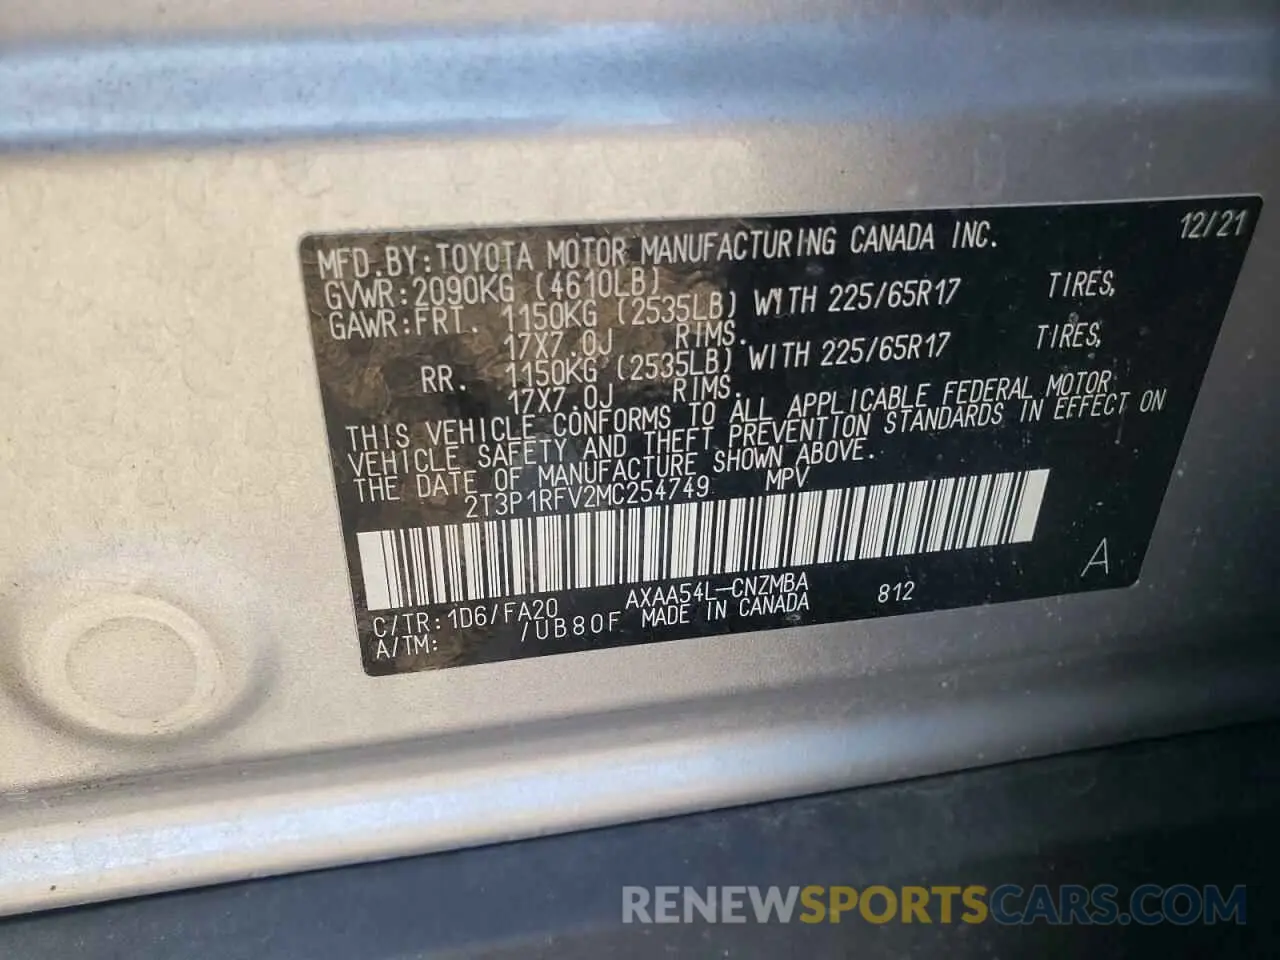 MFD.BY:TOYOTA MOTOR MANUFACTURING CANADA INC. 12/21
GVWR:2090KG (4610LB)
GAWR:FRT. 1150KG (2535LB) WITH 225/65R17 TIRES,
17X7.0J RIMS.
RR. 1150KG (2535LB) WITH 225/65R17 TIRES,
17X7.0J RIMS.
THIS VEHICLE CONFORMS TO ALL APPLICABLE FEDERAL MOTOR
VEHICLE SAFETY AND THEFT PREVENTION STANDARDS IN EFFECT ON
THE DATE OF MANUFACTURE SHOWN ABOVE.
2T3P1RFV2MC254749 MPV
C/TR:1D6/FA20 AXAA54L-CNZMBA 812 A
A/TM: /UB80F MADE IN CANADA
RENEWSPORTSCARS.COM